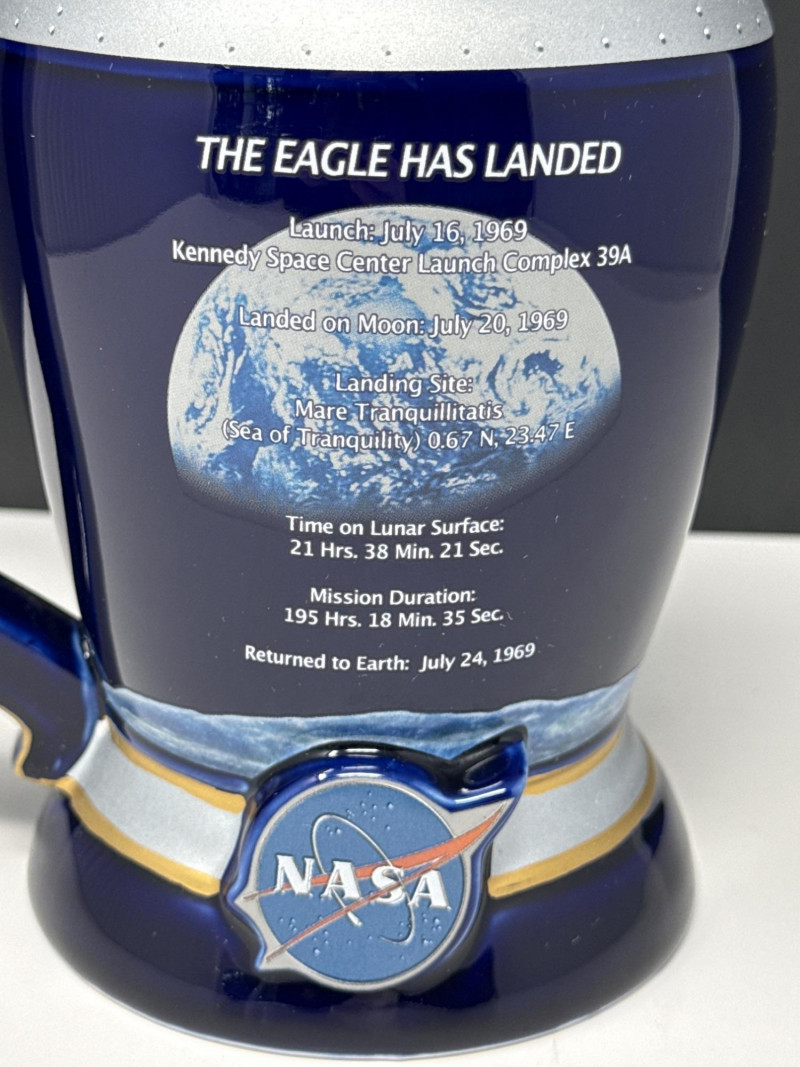 THE EAGLE HAS LANDED
Launch: July 16, 1969
Kennedy Space Center Launch Complex 39A
Landed on Moon: July 20, 1969
Landing Site:
Mare Tranquillitatis
(Sea of Tranquility) 0.67 N, 23.47 E
Time on Lunar Surface:
21 Hrs. 38 Min. 21 Sec.
Mission Duration:
195 Hrs. 18 Min. 35 Sec.
Returned to Earth: July 24, 1969
NASA